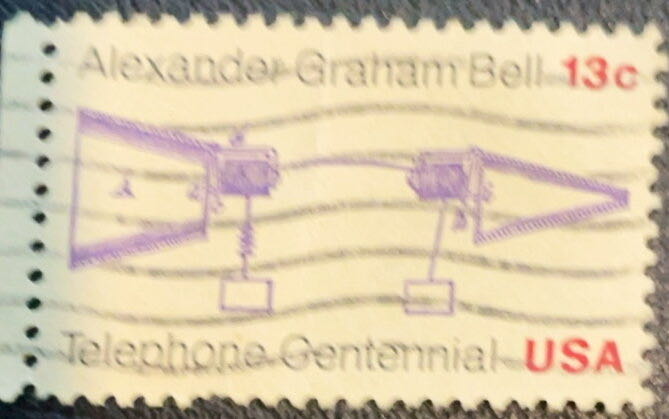 Alexander Graham Bell 13c
Telephone Centennial USA